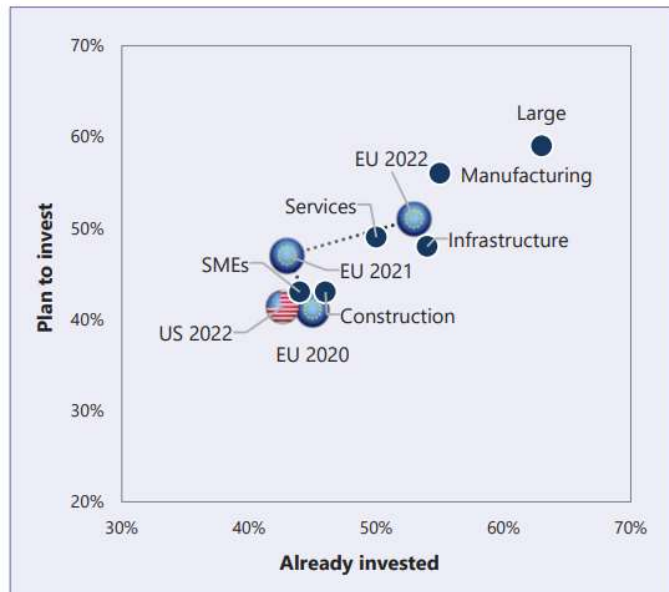 70%
60%
50%
40%
30%
20%
Plan to invest
Large
EU 2022
Manufacturing
Services
Infrastructure
SMEs
EU 2021
US 2022
Construction
EU 2020
30%
40%
50%
60%
70%
Already invested